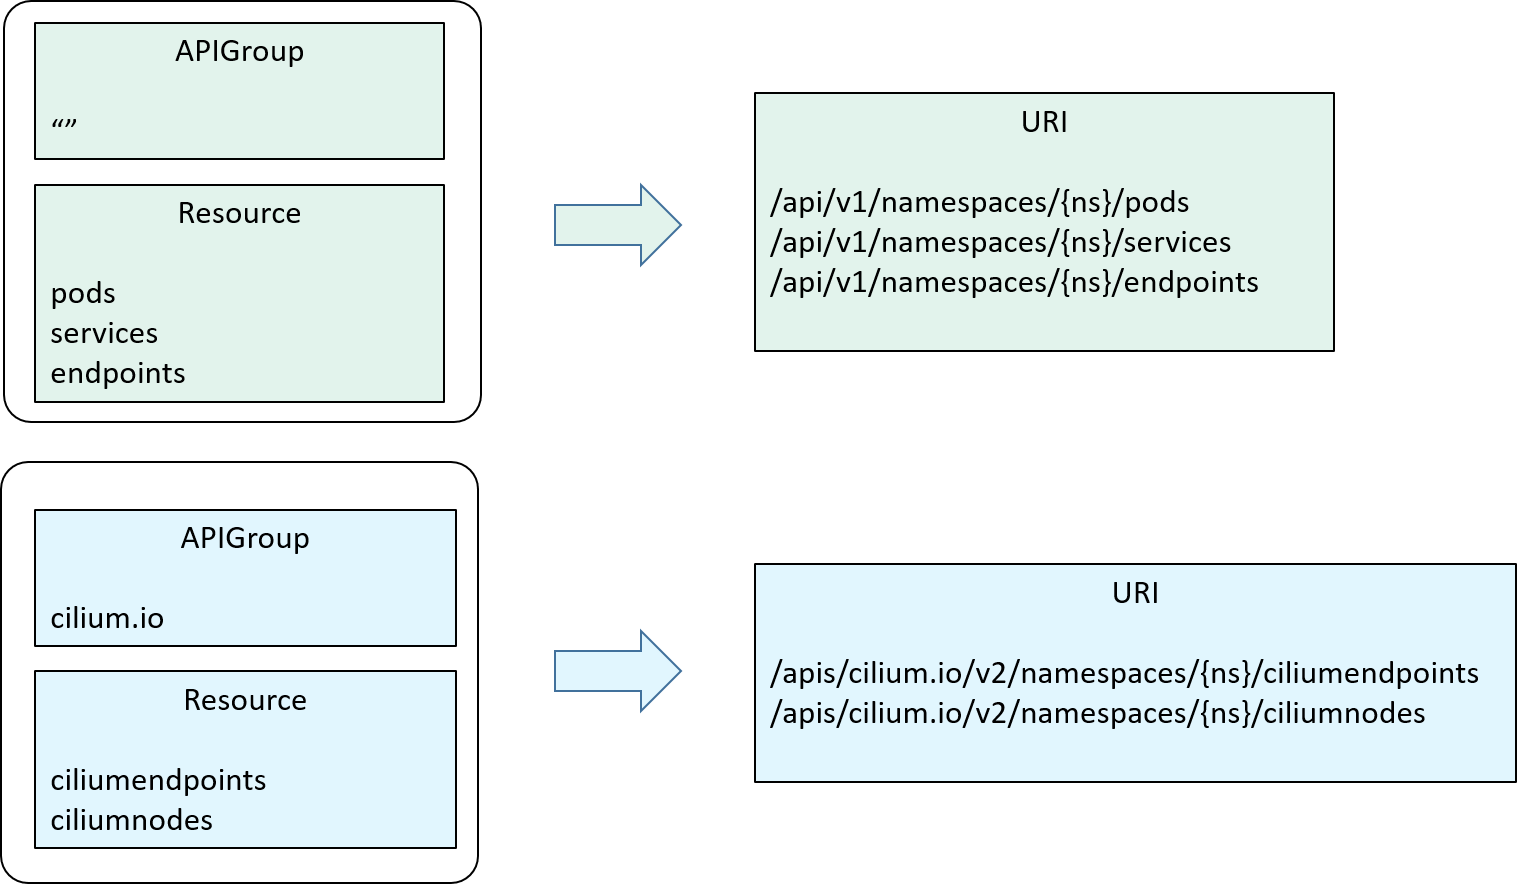 APIGroup
“”
Resource
pods
services
endpoints
URI
/api/v1/namespaces/{ns}/pods
/api/v1/namespaces/{ns}/services
/api/v1/namespaces/{ns}/endpoints
APIGroup
cilium.io
Resource
ciliumendpoints
ciliumnodes
URI
/apis/cilium.io/v2/namespaces/{ns}/ciliumendpoints
/apis/cilium.io/v2/namespaces/{ns}/ciliumnodes